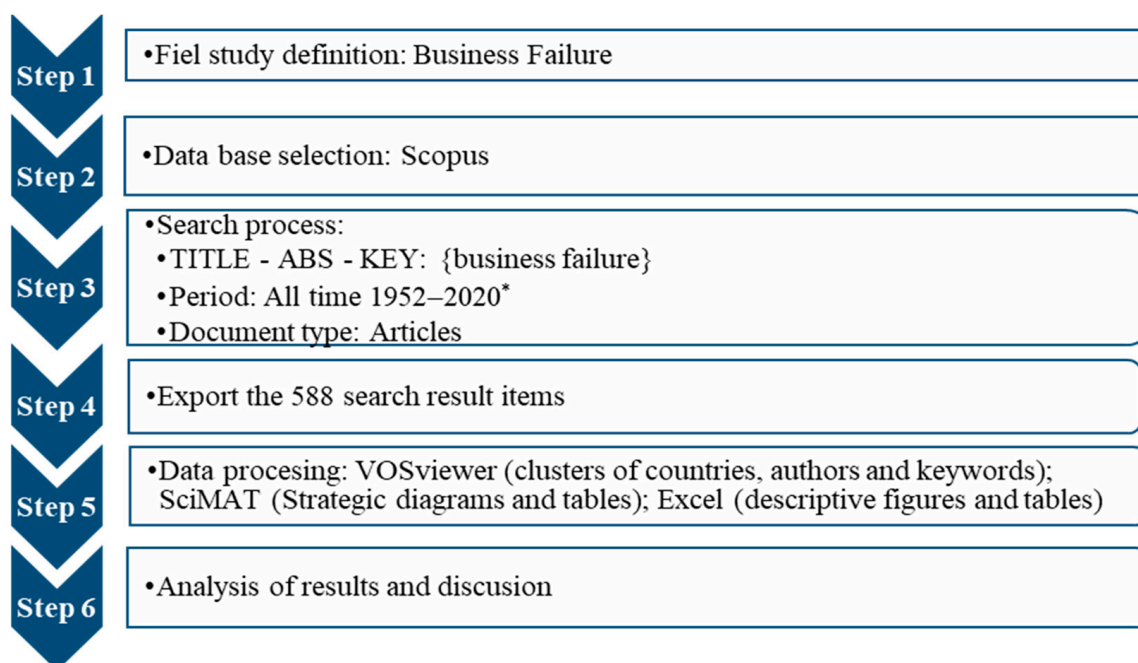 Step 1
•Fiel study definition: Business Failure
Step 2
•Data base selection: Scopus
Step 3
•Search process:
•TITLE - ABS - KEY: {business failure}
•Period: All time 1952–2020*
•Document type: Articles
Step 4
•Export the 588 search result items
Step 5
•Data procesing: VOSviewer (clusters of countries, authors and keywords);
SciMAT (Strategic diagrams and tables); Excel (descriptive figures and tables)
Step 6
•Analysis of results and discusion